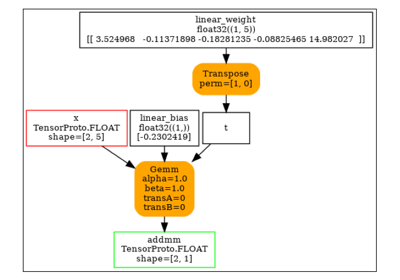 linear_weight
float32((1, 5))
[[ 3.524968 -0.11371898 -0.18281235 -0.08825465 14.982027 ]]
Transpose
perm=[1, 0]
x
TensorProto.FLOAT
shape=[2, 5]
linear_bias
float32((1,))
[-0.2302419]
t
Gemm
alpha=1.0
beta=1.0
transA=0
transB=0
addmm
TensorProto.FLOAT
shape=[2, 1]